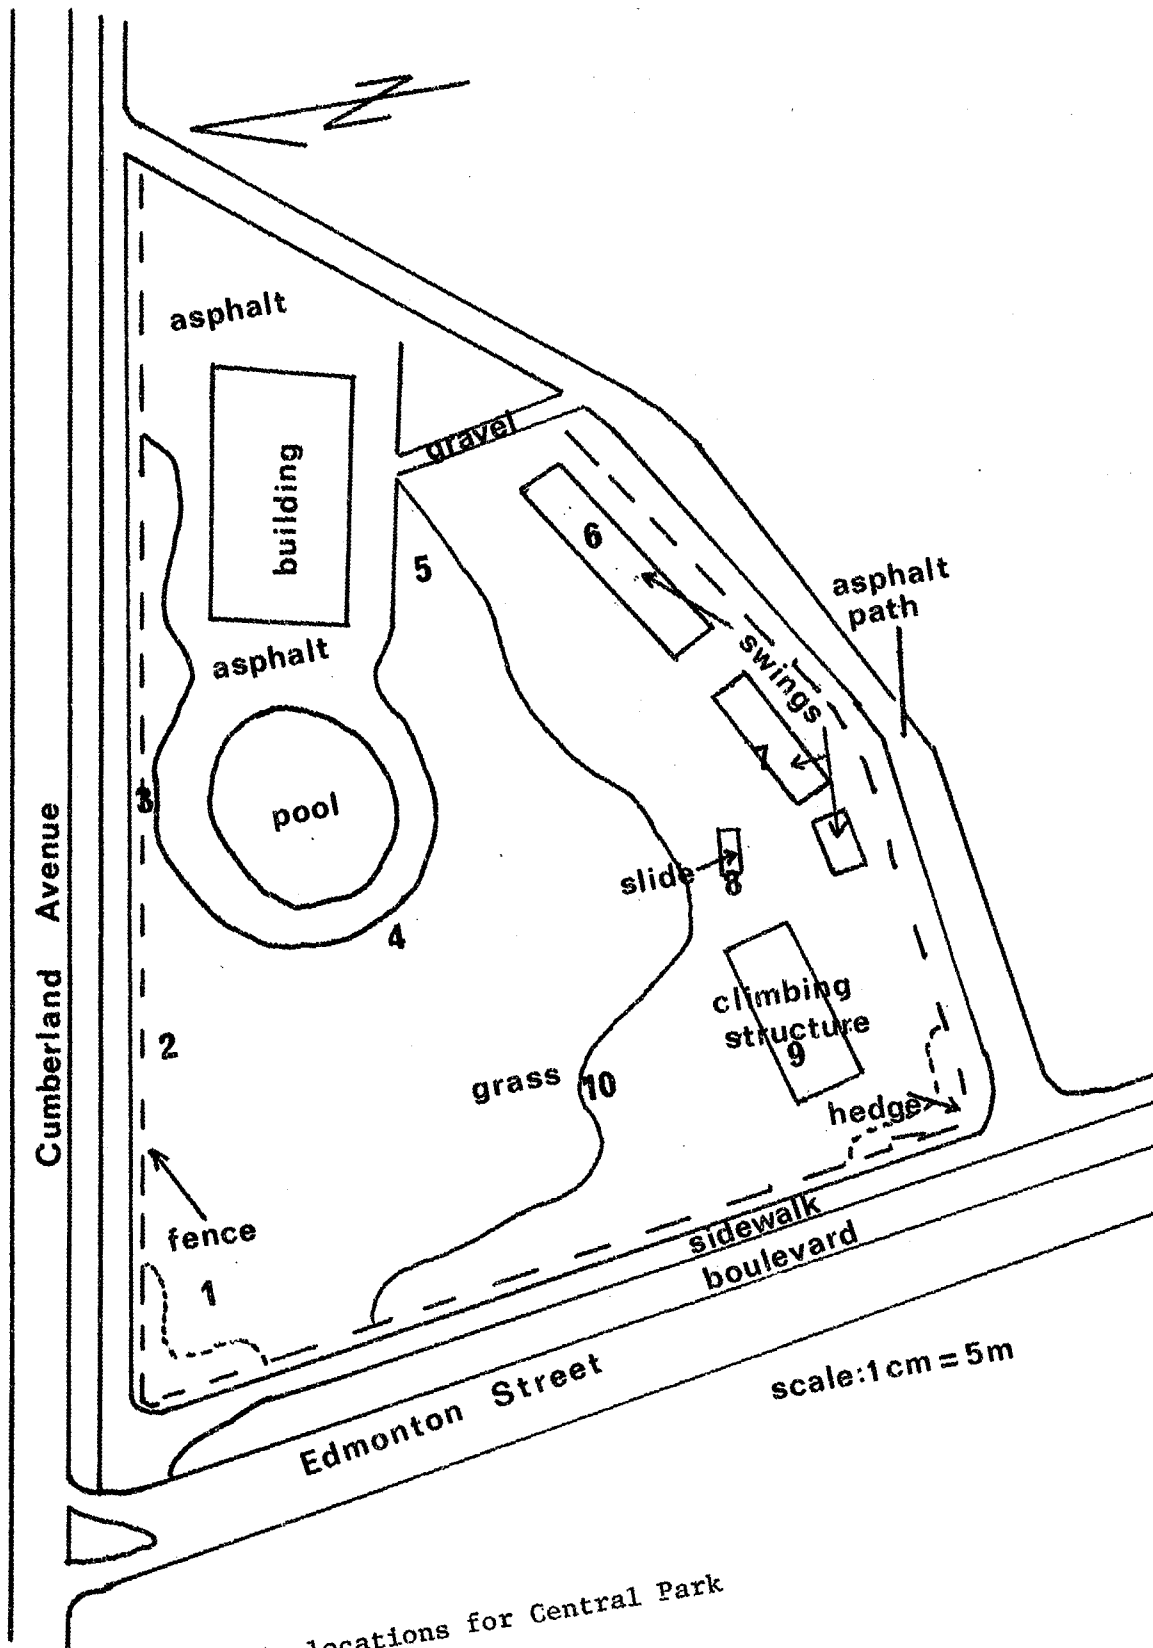 N
asphalt
gravel
building
6
5
asphalt
path
swings
asphalt
7
3
pool
slide
8
4
Cumberland Avenue
climbing
structure
2
9
grass
10
hedge
fence
sidewalk
1
boulevard
scale:1cm = 5m
Edmonton Street
locations for Central Park